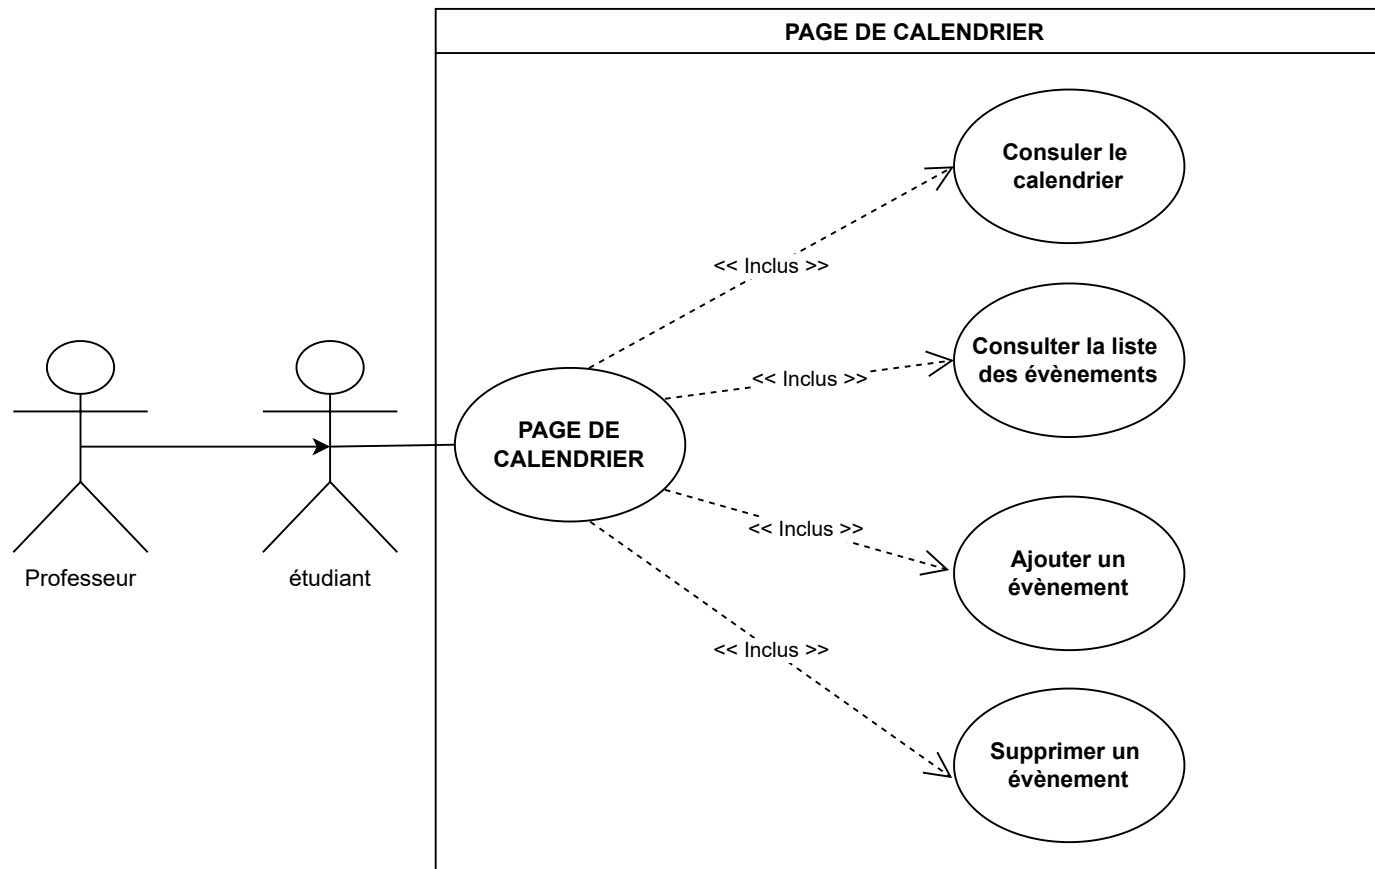 PAGE DE CALENDRIER
Consuler le
calendrier
<< Inclus >>
Consulter la liste
des évènements
<< Inclus >>
PAGE DE
CALENDRIER
<< Inclus >>
Ajouter un
évènement
Professeur
étudiant
<< Inclus >>
Supprimer un
évènement